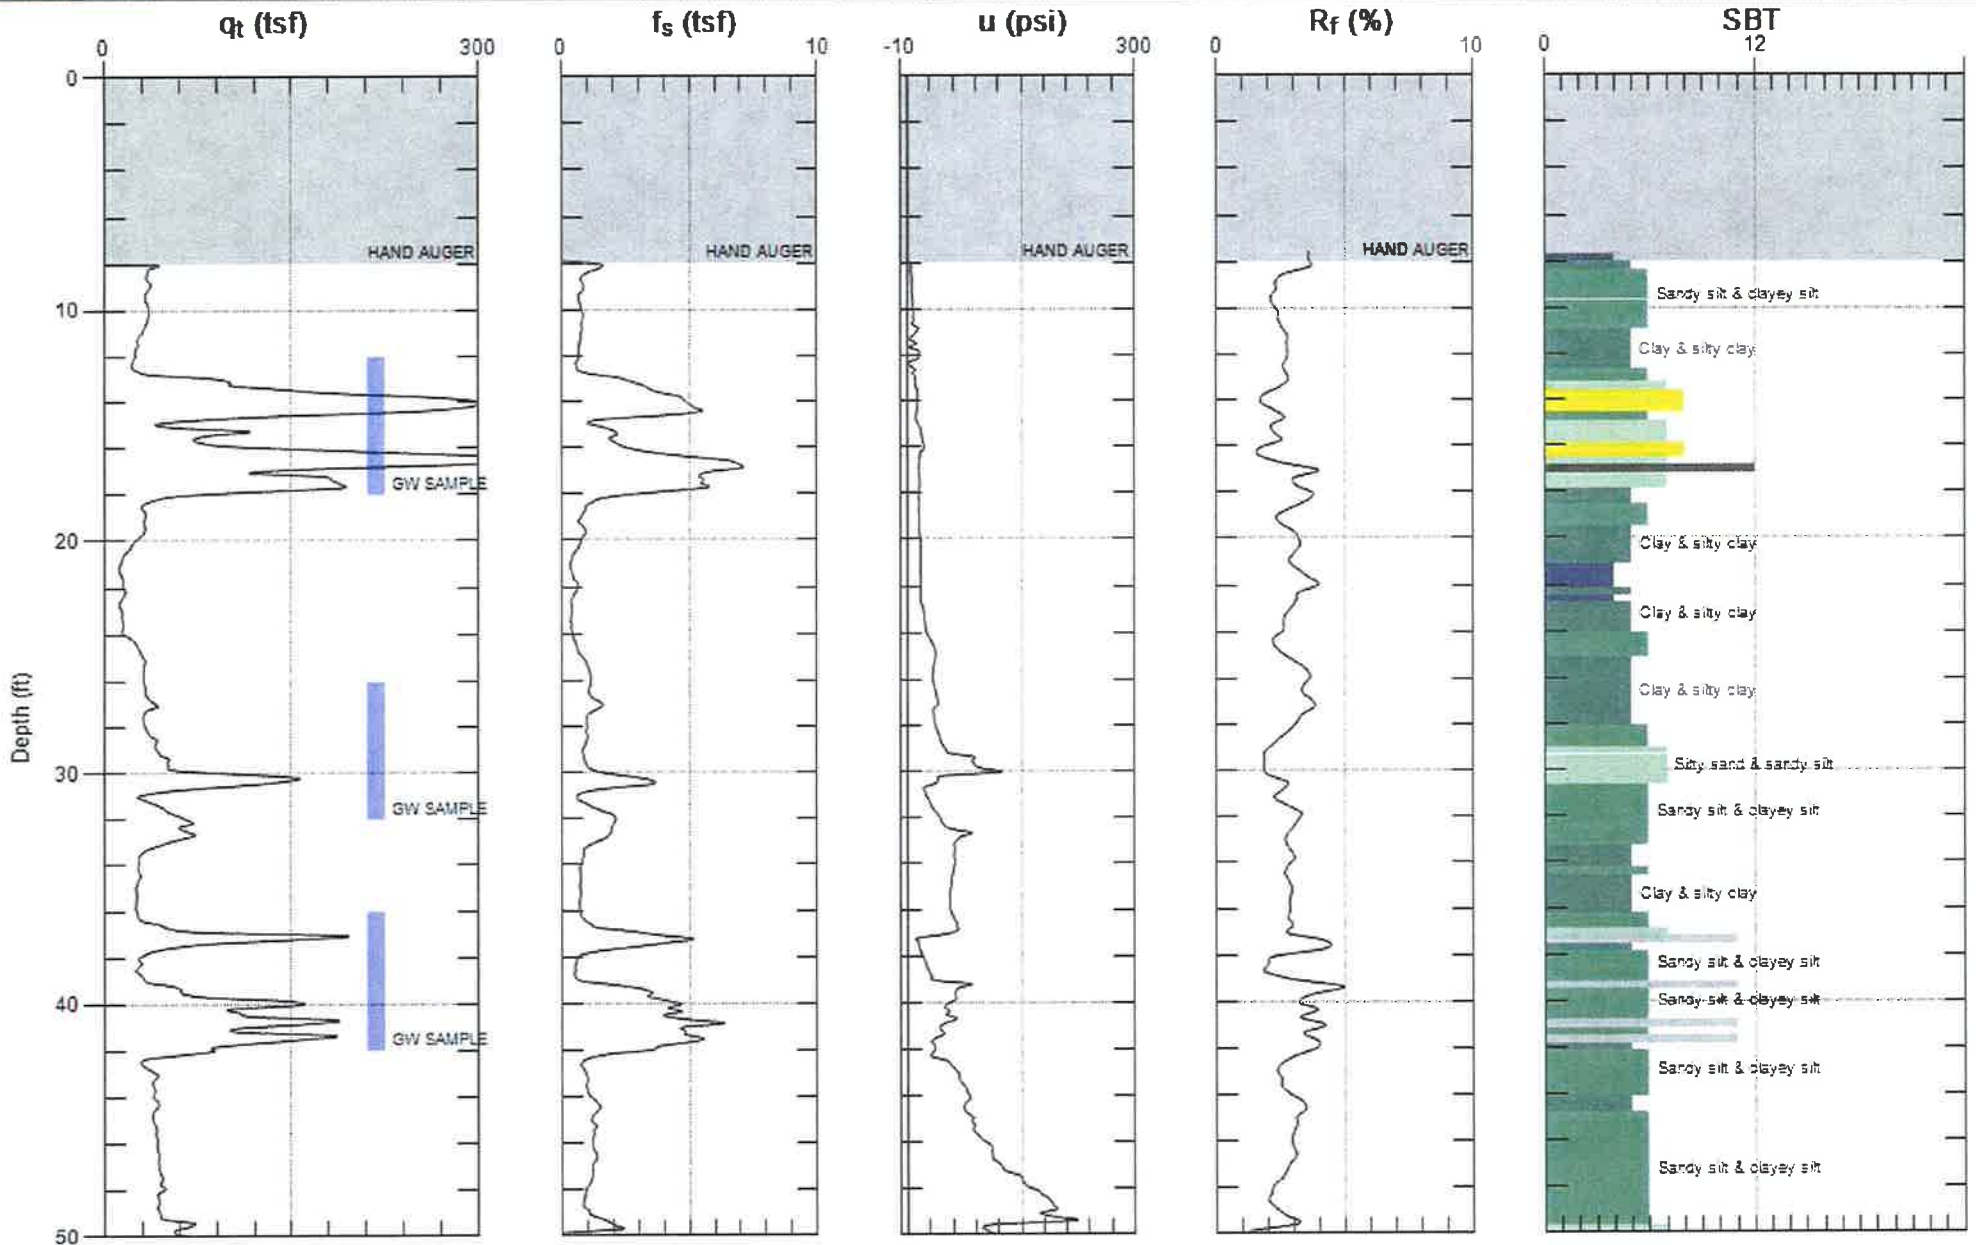 qt (tsf)
fs (tsf)
u (psi)
Rf (%)
SBT
0
300
0
10
-10
300
0
10
0
12
0
HAND AUGER
HAND AUGER
HAND AUGER
HAND AUGER
Sandy silt & clayey silt
10
Clay & silty clay
GW SAMPLE
20
Clay & silty clay
Clay & silty clay
Clay & silty clay
Depth (ft)
Silty sand & sandy silt
30
GW SAMPLE
Sandy silt & clayey silt
Clay & silty clay
Sandy silt & clayey silt
40
Sandy silt & clayey silt
GW SAMPLE
Sandy silt & clayey silt
Sandy silt & clayey silt
50